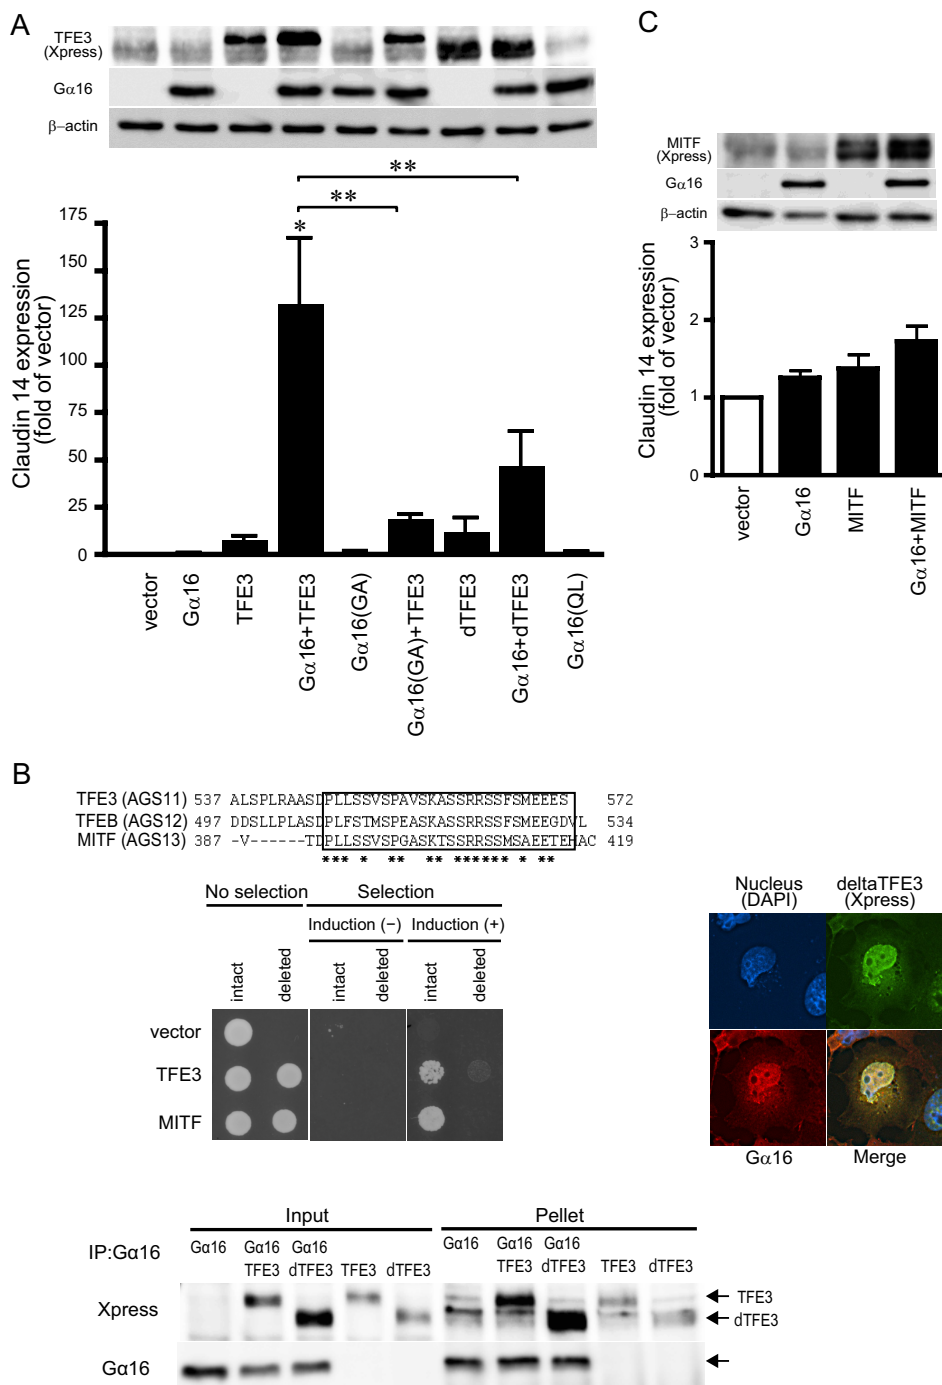 A
TFE3
(Xpress)
Gα16
β–actin
**
**
*
Claudin 14 expression
(fold of vector)
175
150
125
100
75
50
25
0
vector
Gα16
TFE3
Gα16+TFE3
Gα16(GA)
Gα16(GA)+TFE3
dTFE3
Gα16+dTFE3
Gα16(QL)
C
MITF
(Xpress)
Gα16
β–actin
Claudin 14 expression
(fold of vector)
3
2
1
0
vector
Gα16
MITF
Gα16+MITF
B
TFE3 (AGS11) 537 ALSPLRAASDPLLSSVSPAVSKASSRRSSFSMEEES 572
TFEB (AGS12) 497 DDSLLPLASDPLFSTMSPEASKASSRRSSFSMEEGDVL 534
MITF (AGS13) 387 -V------TDPLLSSVSPGASKTSSRRSSMSAEETEHAC 419
*** * ** ** ****** * **
No selection Selection
Induction (−) Induction (+)
intact deleted intact deleted intact deleted
vector
TFE3
MITF
Nucleus
(DAPI)
deltaTFE3
(Xpress)
Gα16 Merge
Input Pellet
IP:Gα16
Gα16 Gα16 TFE3 Gα16 dTFE3 TFE3 dTFE3
Gα16 Gα16 TFE3 Gα16 dTFE3 TFE3 dTFE3
Xpress
TFE3
dTFE3
Gα16